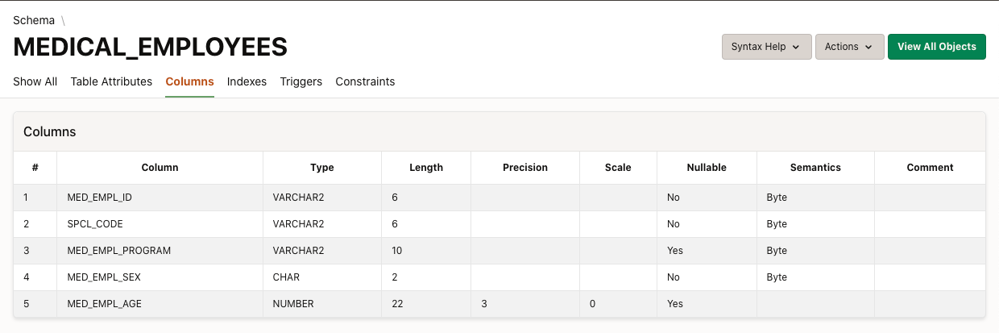 Schema \
MEDICAL_EMPLOYEES
Syntax Help Actions View All Objects
Show All Table Attributes Columns Indexes Triggers Constraints
Columns
# Column Type Length Precision Scale Nullable Semantics Comment
1 MED_EMPL_ID VARCHAR2 6 No Byte
2 SPCL_CODE VARCHAR2 6 No Byte
3 MED_EMPL_PROGRAM VARCHAR2 10 Yes Byte
4 MED_EMPL_SEX CHAR 2 No Byte
5 MED_EMPL_AGE NUMBER 22 3 0 Yes